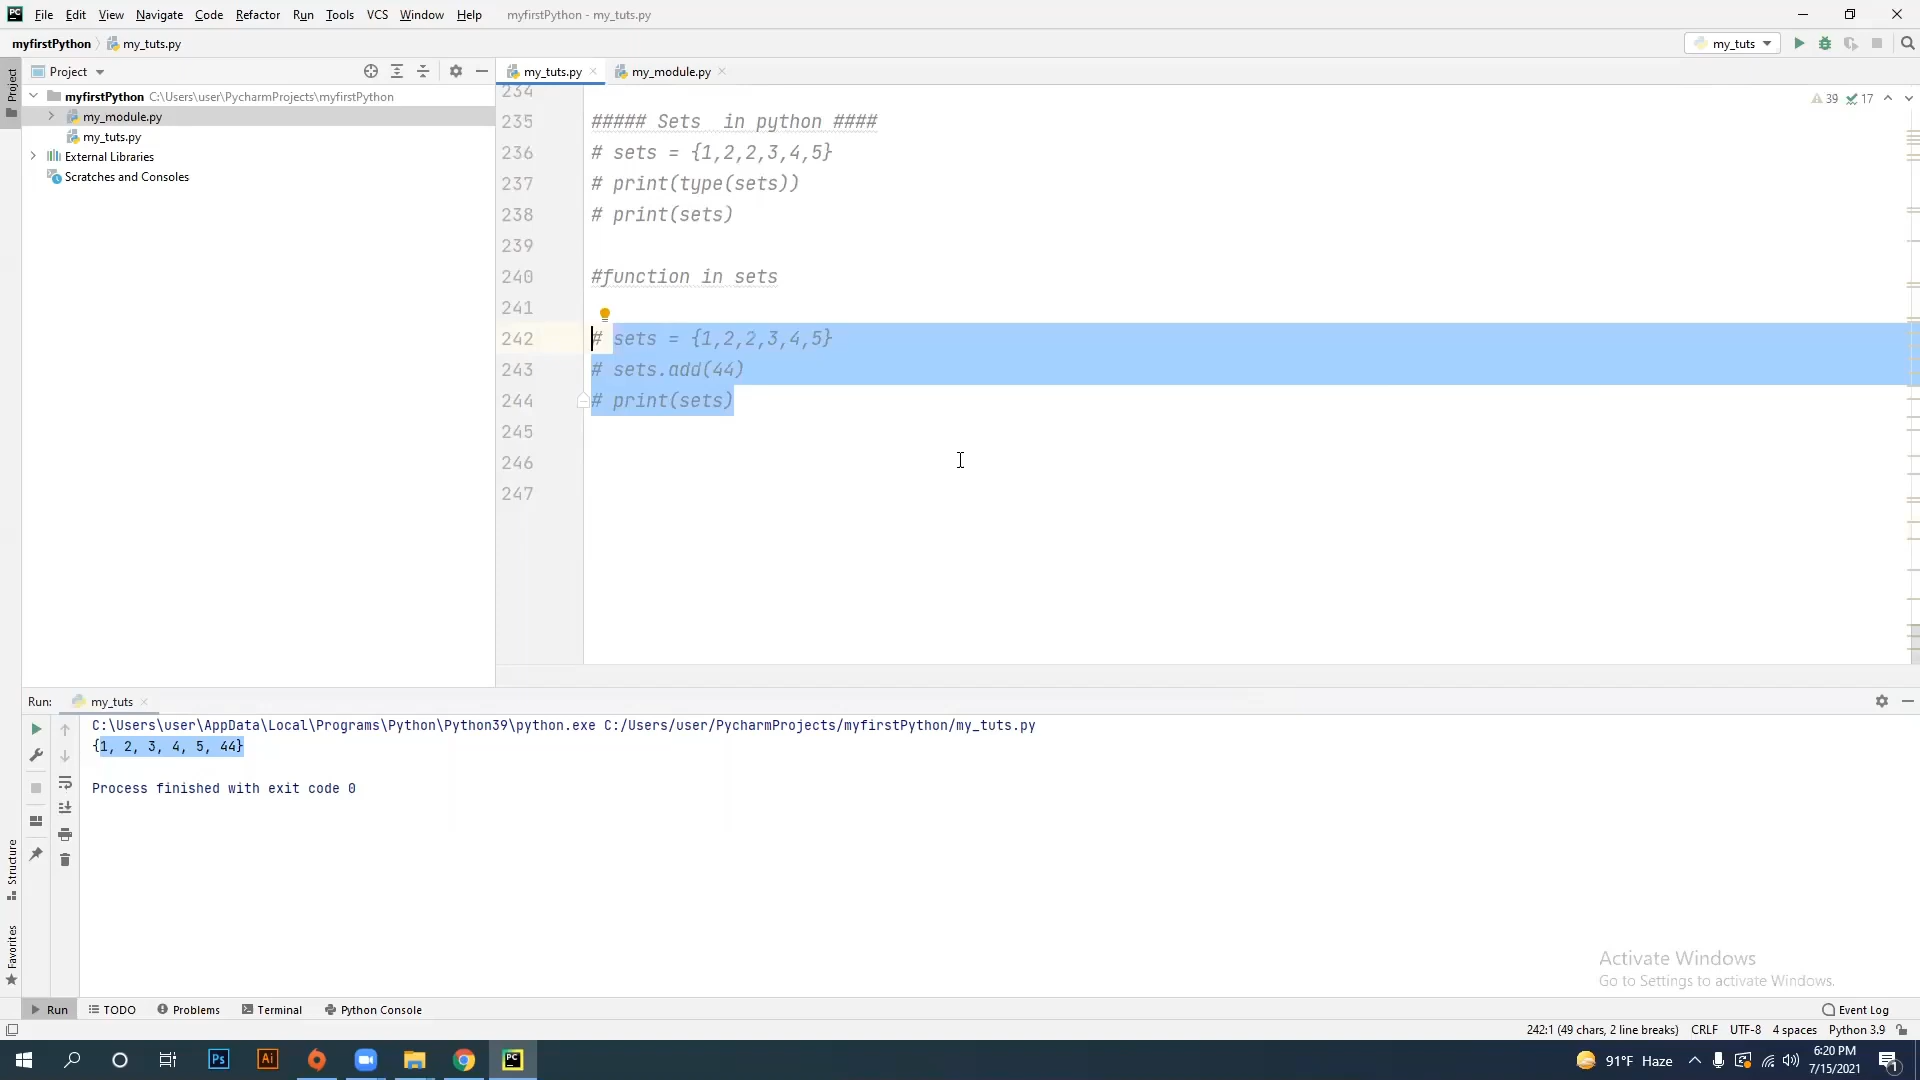 File Edit View Navigate Code Refactor Run Tools VCS Window Help myfirstPython - my_tuts.py
myfirstPython my_tuts.py
my_tuts
Project
my_tuts.py
my_module.py
Project
myfirstPython C:\Users\user\PycharmProjects\myfirstPython
my_module.py
my_tuts.py
External Libraries
Scratches and Consoles
39 17
234
235 ##### Sets  in python ####
236 # sets = {1,2,2,3,4,5}
237 # print(type(sets))
238 # print(sets)
239
240 #function in sets
241
242 # sets = {1,2,2,3,4,5}
243 # sets.add(44)
244 # print(sets)
245
246
247
Run: my_tuts
C:\Users\user\AppData\Local\Programs\Python\Python39\python.exe C:/Users/user/PycharmProjects/myfirstPython/my_tuts.py
{1, 2, 3, 4, 5, 44}
Process finished with exit code 0
Structure
Favorites
Activate Windows
Go to Settings to activate Windows.
Run TODO Problems Terminal Python Console Event Log
242:1 (49 chars, 2 line breaks) CRLF UTF-8 4 spaces Python 3.9
Ps Ai PC
91°F Haze
6:20 PM
7/15/2021
1